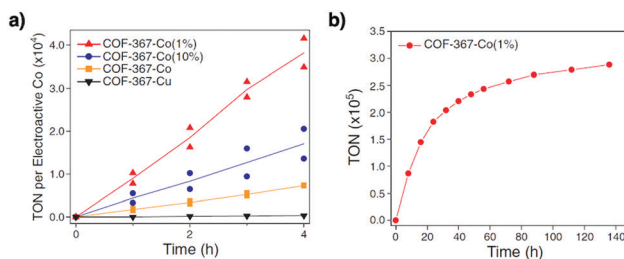 a)
COF-367-Co(1%)
COF-367-Co(10%)
COF-367-Co
COF-367-Cu
TON per Electroactive Co (x10⁴)
4.0
3.0
2.0
1.0
0.0
0 1 2 3 4
Time (h)
b)
COF-367-Co(1%)
TON (x10⁵)
3.5
3.0
2.5
2.0
1.5
1.0
0.5
0.0
0 20 40 60 80 100 120 140
Time (h)